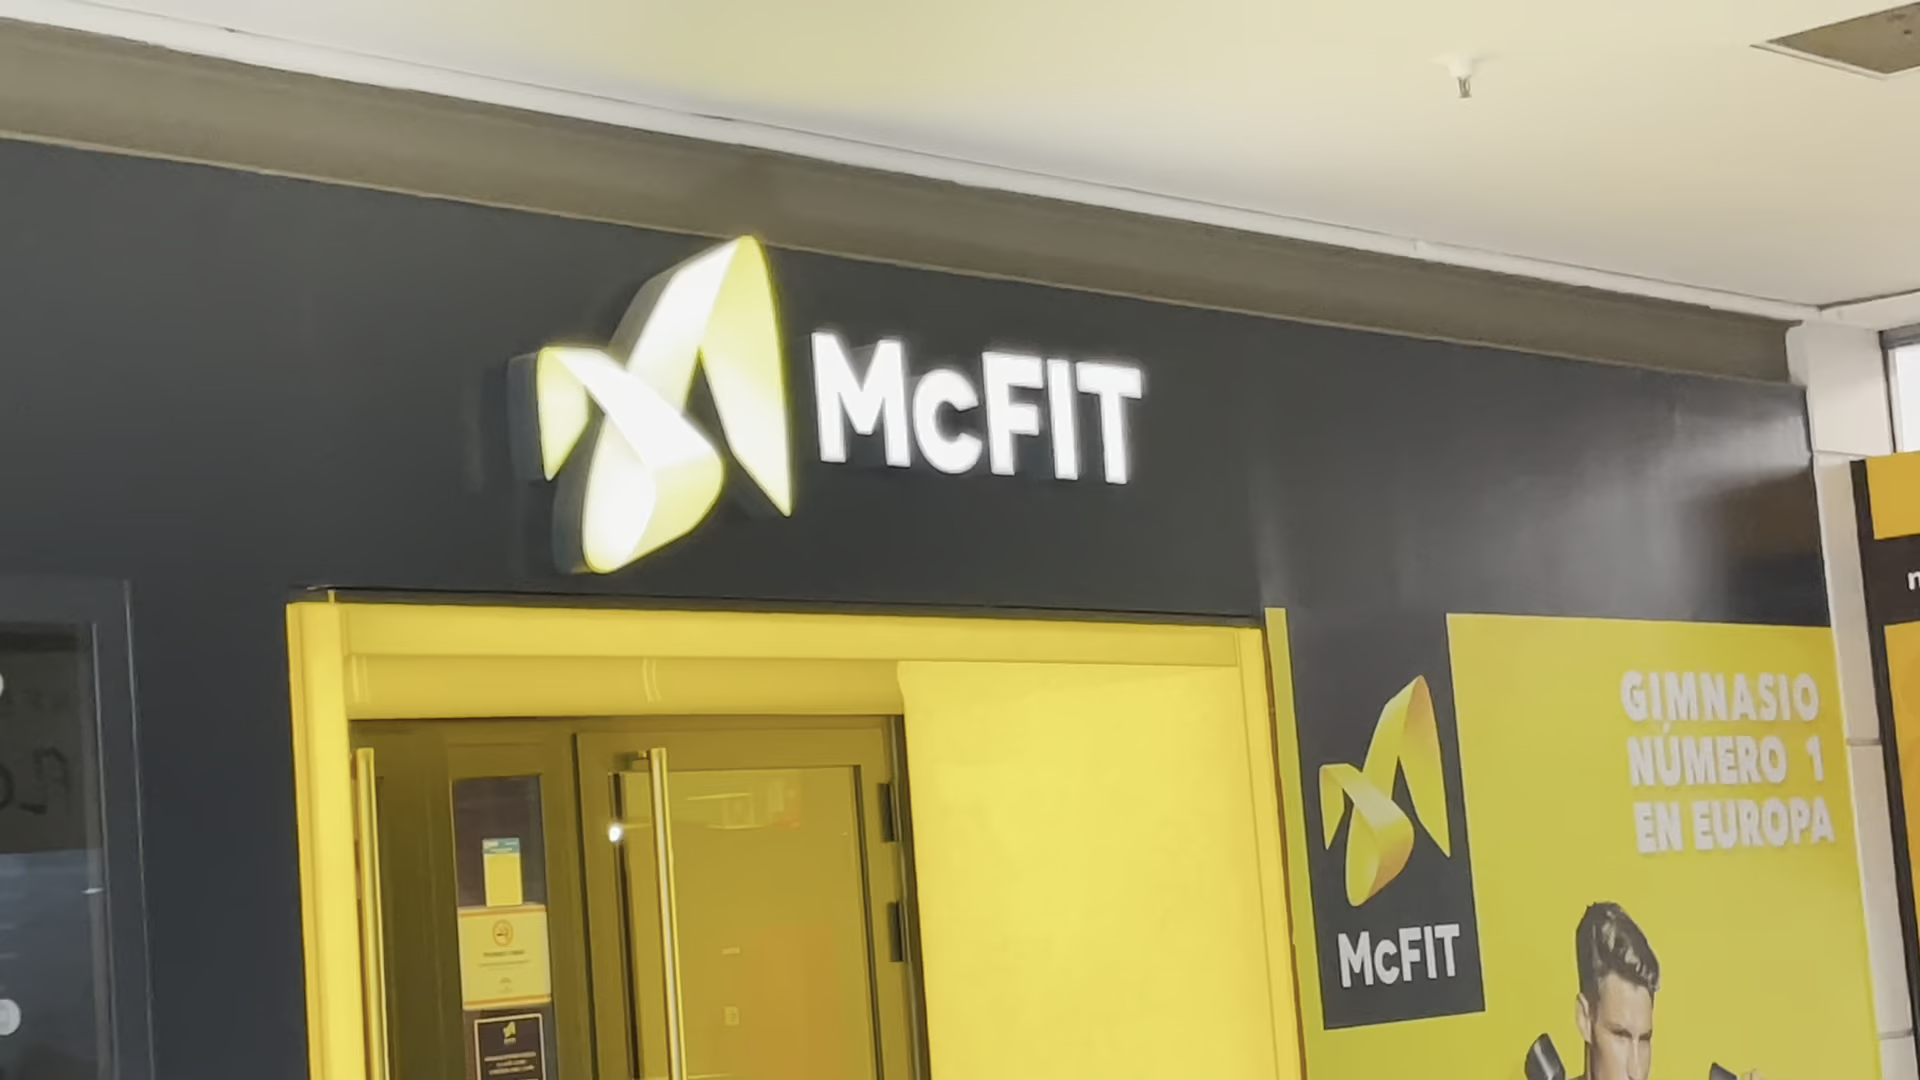 McFIT
GIMNASIO
NÚMERO 1
EN EUROPA
McFIT